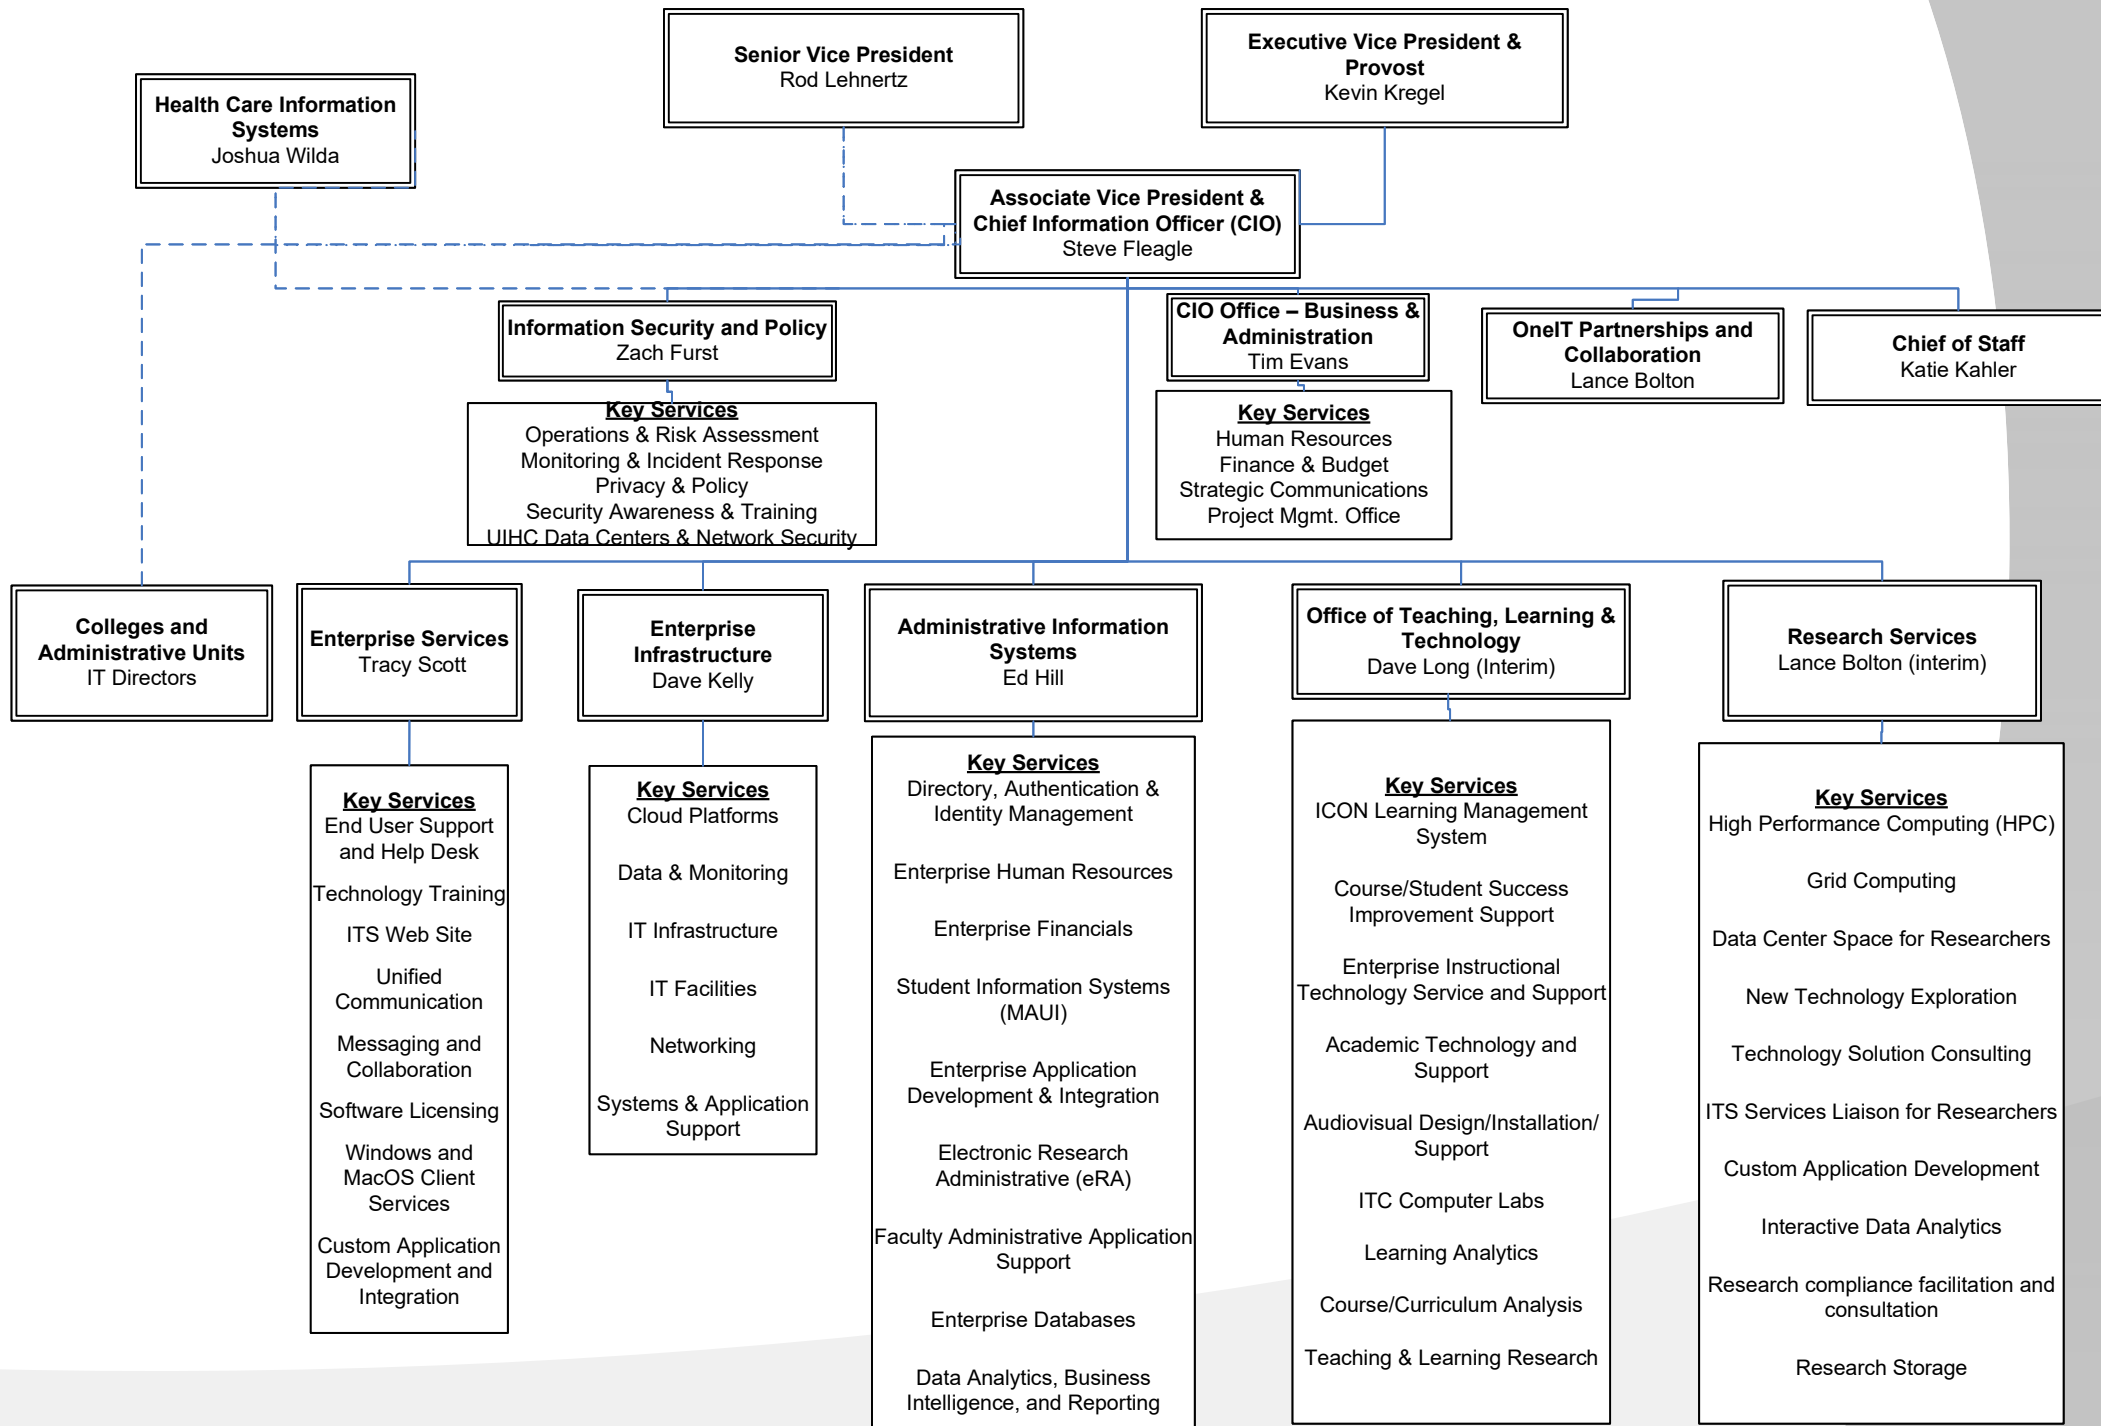 Senior Vice President
Rod Lehnertz
Executive Vice President &
Provost
Kevin Kregel
Health Care Information
Systems
Joshua Wilda
Associate Vice President &
Chief Information Officer (CIO)
Steve Fleagle
Information Security and Policy
Zach Furst
Key Services
Operations & Risk Assessment
Monitoring & Incident Response
Privacy & Policy
Security Awareness & Training
UIHC Data Centers & Network Security
CIO Office – Business &
Administration
Tim Evans
Key Services
Human Resources
Finance & Budget
Strategic Communications
Project Mgmt. Office
OneIT Partnerships and
Collaboration
Lance Bolton
Chief of Staff
Katie Kahler
Colleges and
Administrative Units
IT Directors
Enterprise Services
Tracy Scott
Key Services
End User Support
and Help Desk
Technology Training
ITS Web Site
Unified
Communication
Messaging and
Collaboration
Software Licensing
Windows and
MacOS Client
Services
Custom Application
Development and
Integration
Enterprise
Infrastructure
Dave Kelly
Key Services
Cloud Platforms
Data & Monitoring
IT Infrastructure
IT Facilities
Networking
Systems & Application
Support
Administrative Information
Systems
Ed Hill
Key Services
Directory, Authentication &
Identity Management
Enterprise Human Resources
Enterprise Financials
Student Information Systems
(MAUI)
Enterprise Application
Development & Integration
Electronic Research
Administrative (eRA)
Faculty Administrative Application
Support
Enterprise Databases
Data Analytics, Business
Intelligence, and Reporting
Office of Teaching, Learning &
Technology
Dave Long (Interim)
Key Services
ICON Learning Management
System
Course/Student Success
Improvement Support
Enterprise Instructional
Technology Service and Support
Academic Technology and
Support
Audiovisual Design/Installation/
Support
ITC Computer Labs
Learning Analytics
Course/Curriculum Analysis
Teaching & Learning Research
Research Services
Lance Bolton (interim)
Key Services
High Performance Computing (HPC)
Grid Computing
Data Center Space for Researchers
New Technology Exploration
Technology Solution Consulting
ITS Services Liaison for Researchers
Custom Application Development
Interactive Data Analytics
Research compliance facilitation and
consultation
Research Storage